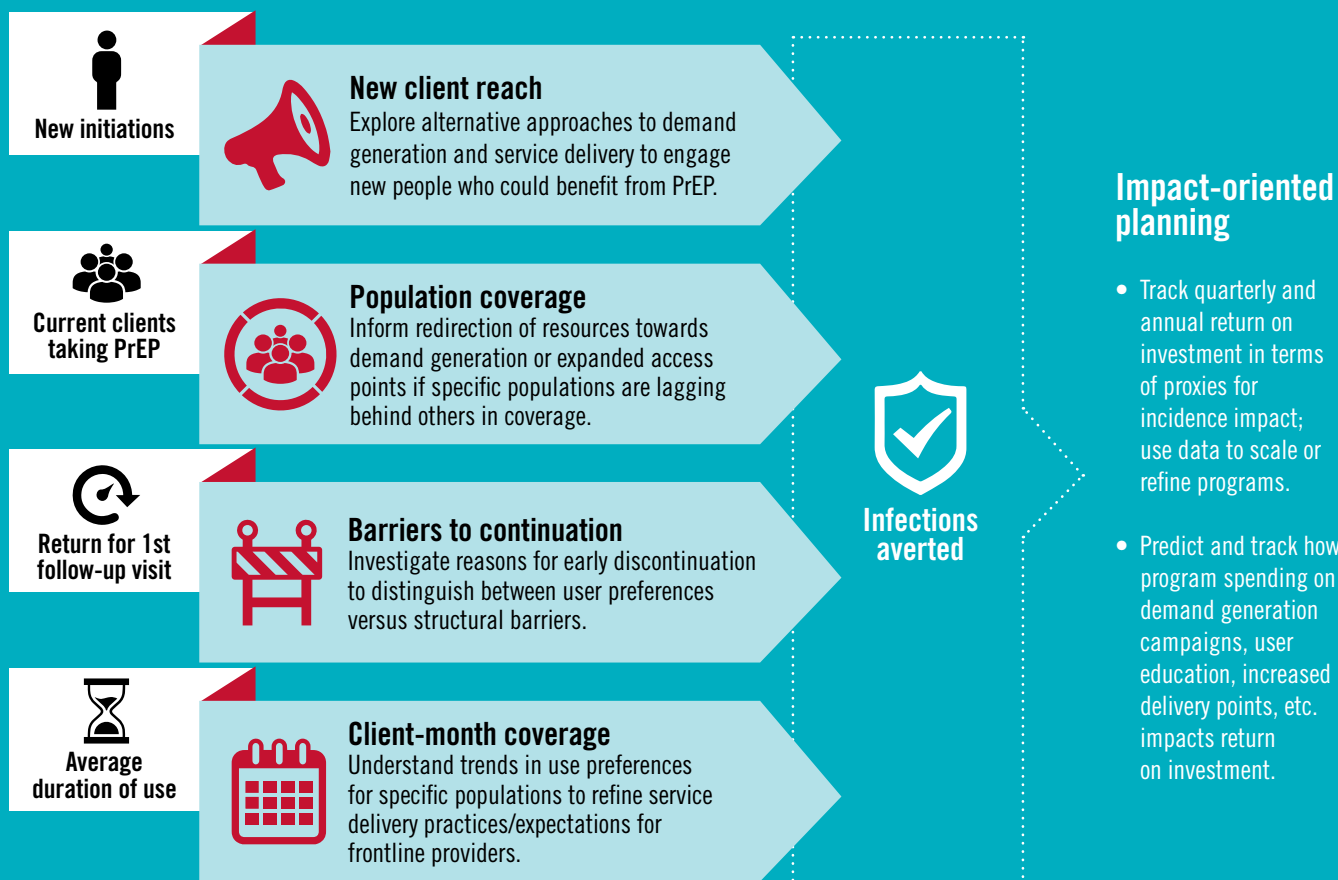 New initiations
New client reach
Explore alternative approaches to demand
generation and service delivery to engage
new people who could benefit from PrEP.
Current clients
taking PrEP
Population coverage
Inform redirection of resources towards
demand generation or expanded access
points if specific populations are lagging
behind others in coverage.
Return for 1st
follow-up visit
Barriers to continuation
Investigate reasons for early discontinuation
to distinguish between user preferences
versus structural barriers.
Average
duration of use
Client-month coverage
Understand trends in use preferences
for specific populations to refine service
delivery practices/expectations for
frontline providers.
Infections
averted
Impact-oriented
planning
• Track quarterly and
annual return on
investment in terms
of proxies for
incidence impact;
use data to scale or
refine programs.
• Predict and track how
program spending on
demand generation
campaigns, user
education, increased
delivery points, etc.
impacts return
on investment.